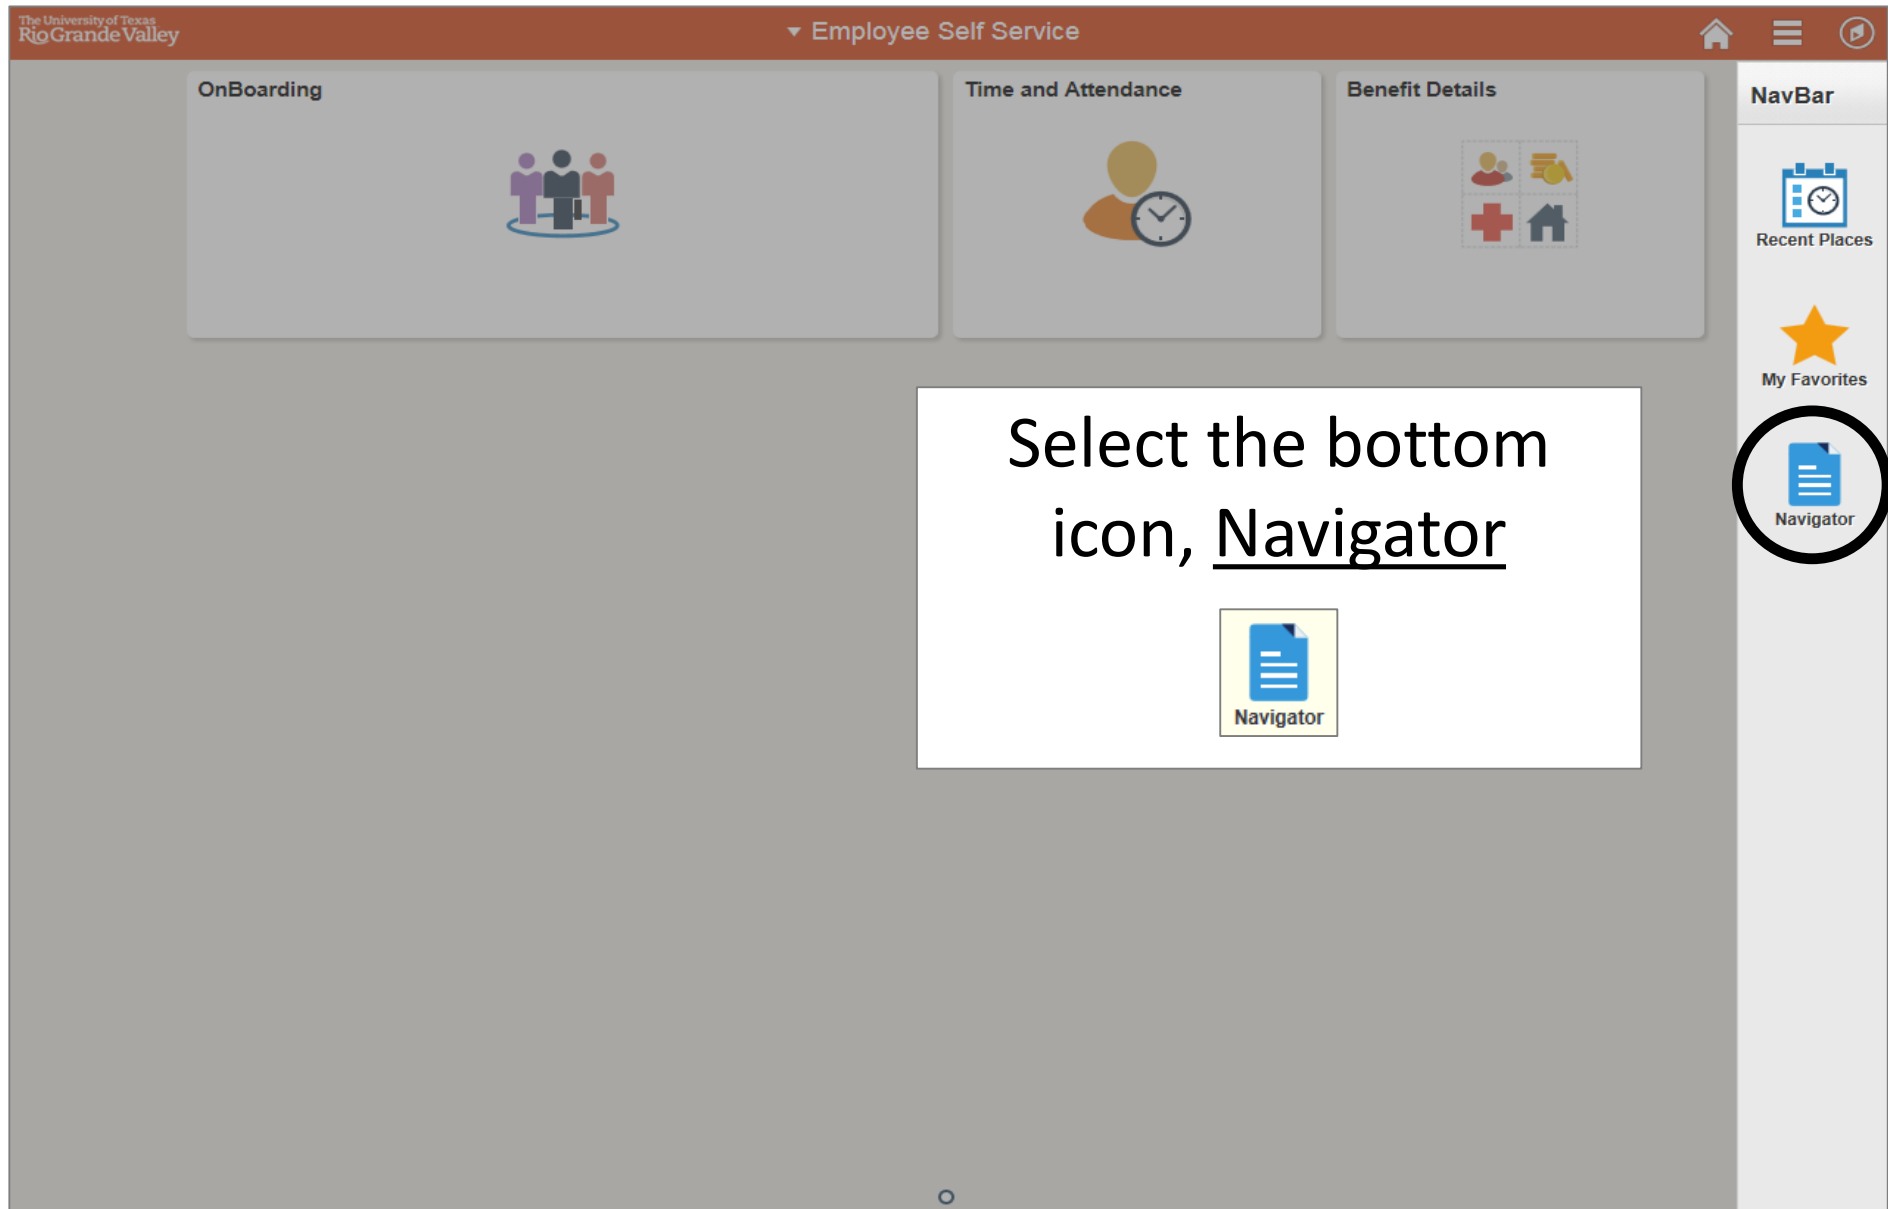 The University of Texas
Rio Grande Valley
Employee Self Service
OnBoarding
Time and Attendance
Benefit Details
NavBar
Recent Places
My Favorites
Navigator
Select the bottom
icon, Navigator
Navigator